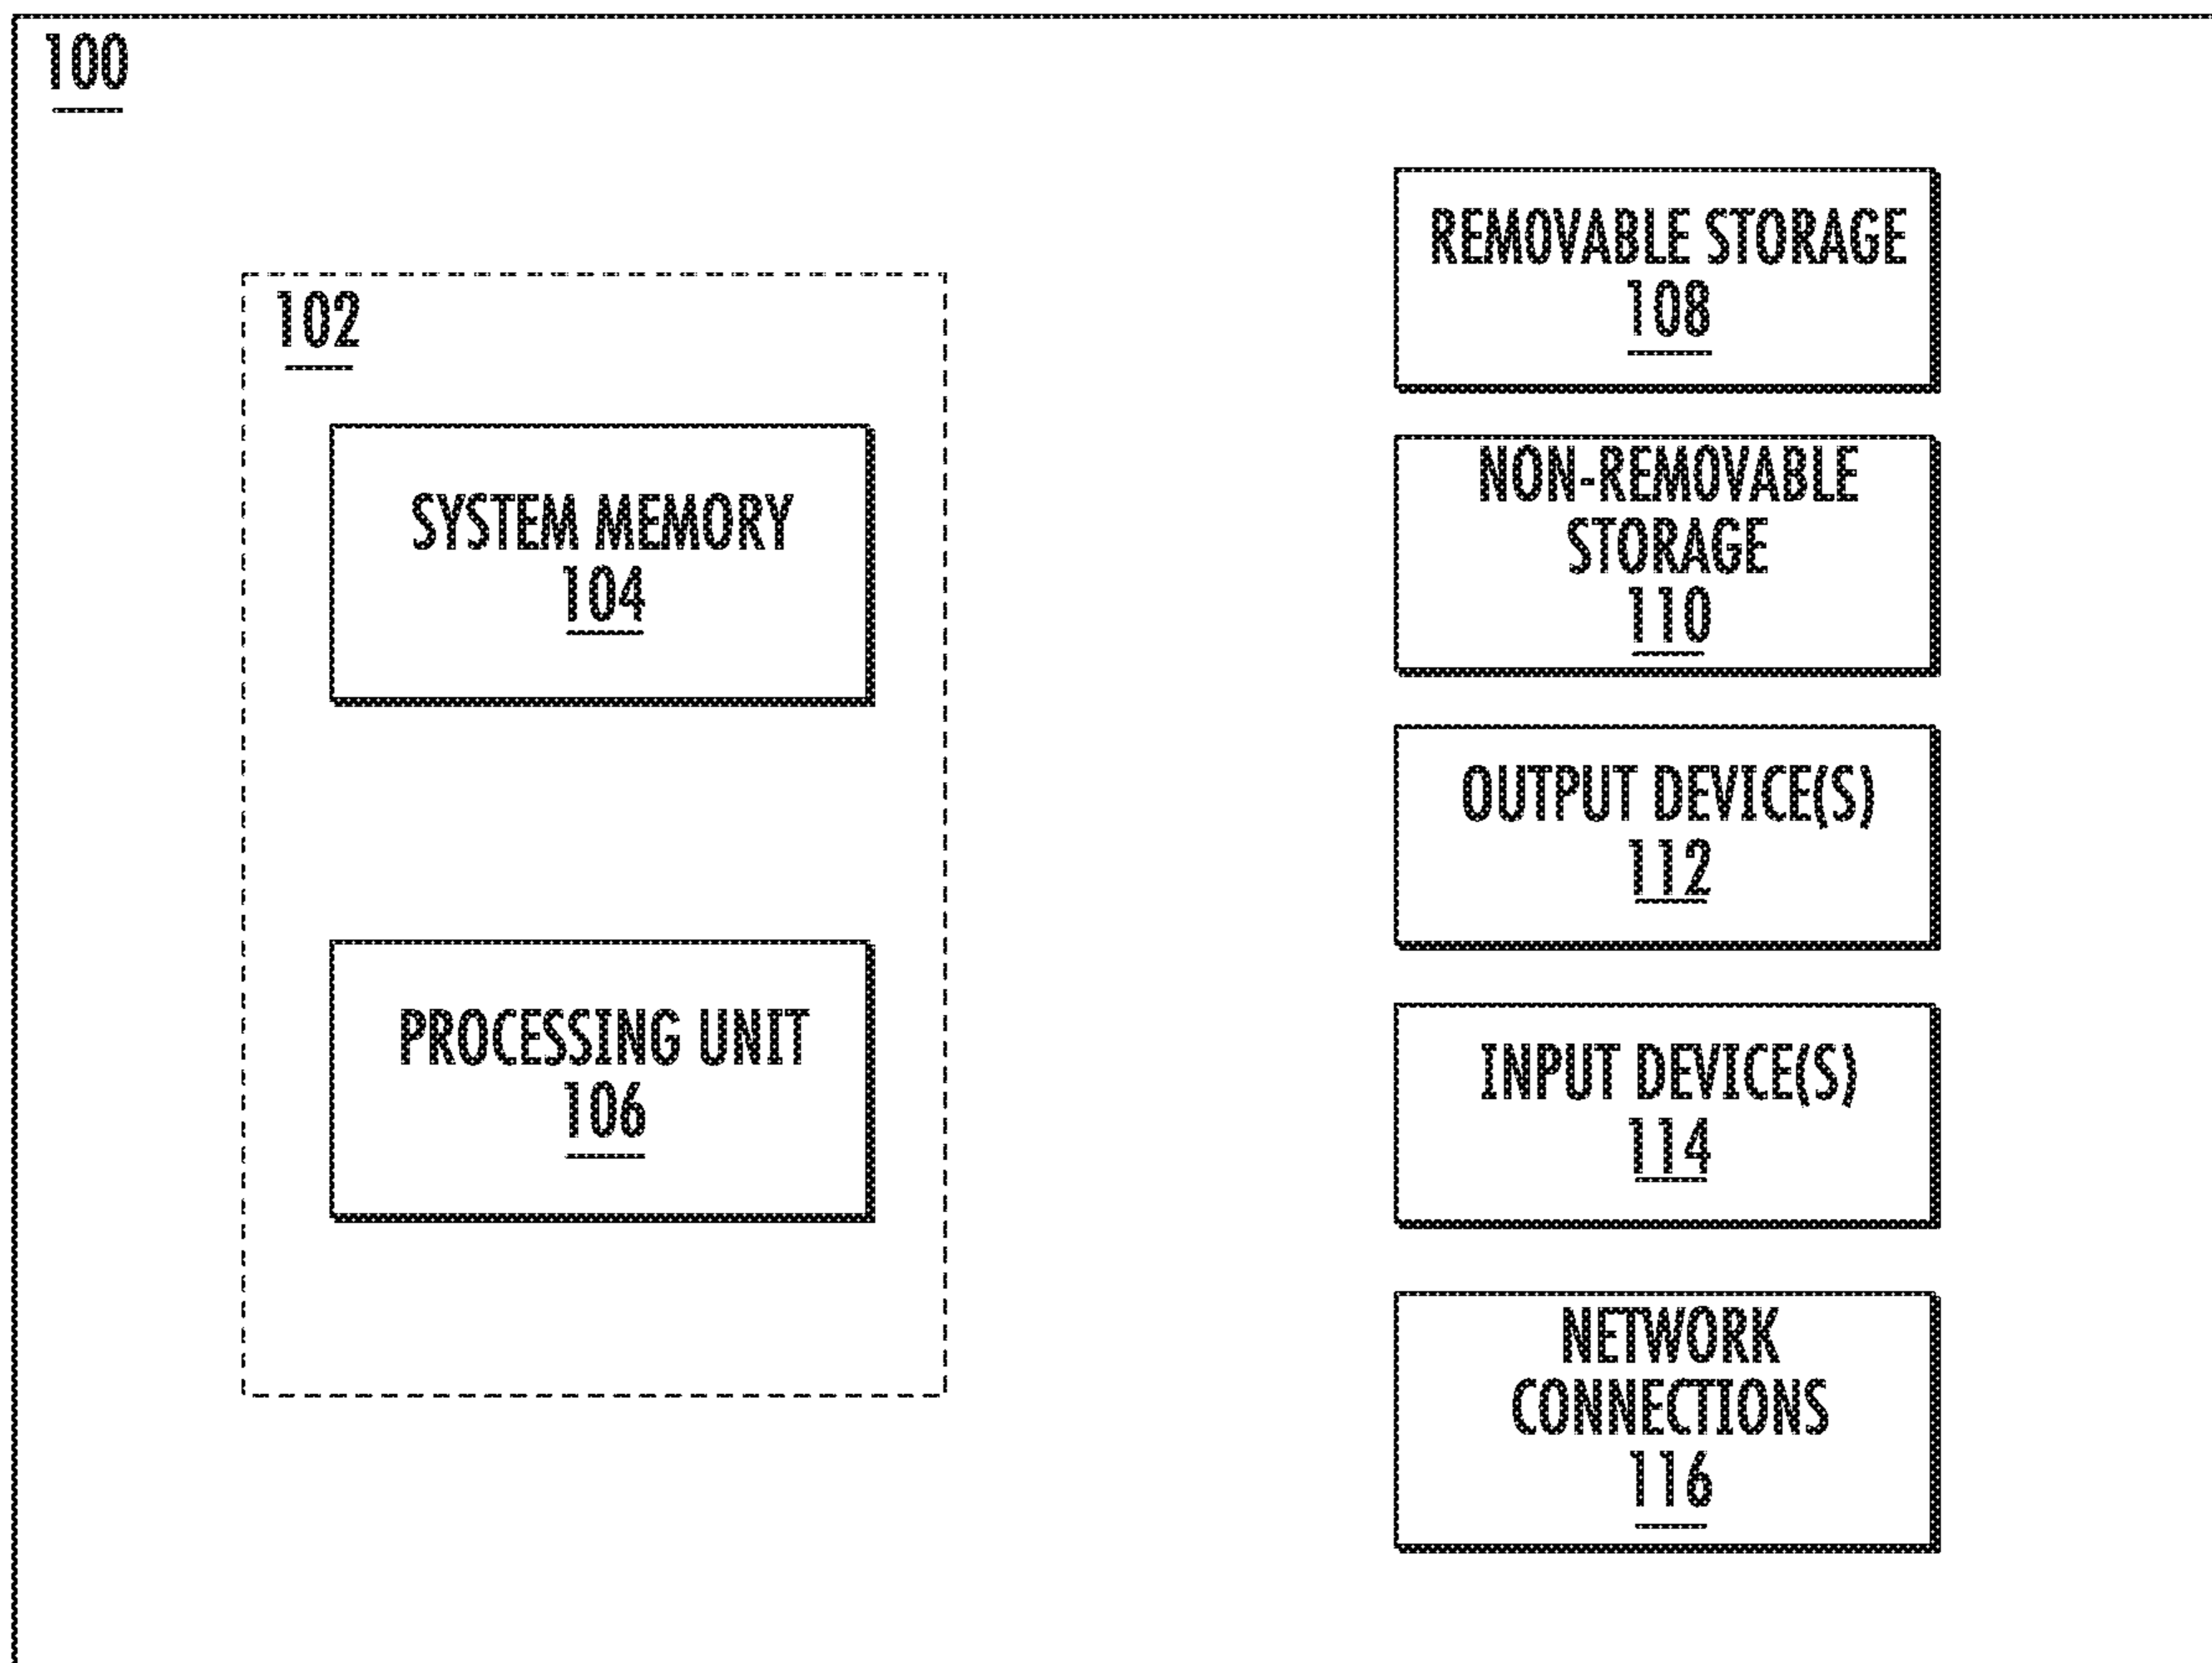 100
102
SYSTEM MEMORY
104
PROCESSING UNIT
106
REMOVABLE STORAGE
108
NON-REMOVABLE
STORAGE
110
OUTPUT DEVICE(S)
112
INPUT DEVICE(S)
114
NETWORK
CONNECTIONS
116